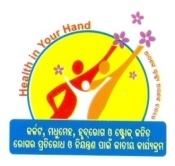 Health In Your Hand
କର୍କଟ, ମଧୁମେହ, ହୃଦରୋଗ ଓ ଷ୍ଟ୍ରୋକ୍ ଜନିତ
ରୋଗର ପ୍ରତିରୋଧ ଓ ନିୟନ୍ତ୍ରଣ ପାଇଁ ଜାତୀୟ କାର୍ଯ୍ୟକ୍ରମ